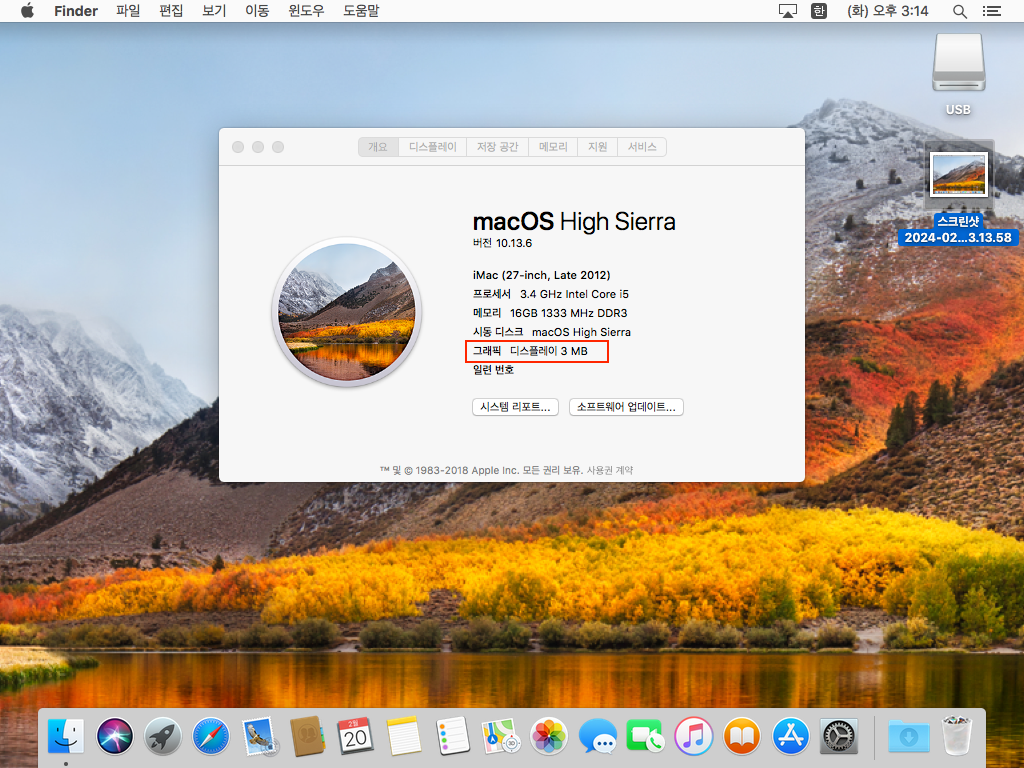 Finder 파일 편집 보기 이동 윈도우 도움말 한 (화) 오후 3:14
USB
스크린샷
2024-02...3.13.58
개요 디스플레이 저장 공간 메모리 지원 서비스
macOS High Sierra
버전 10.13.6
iMac (27-inch, Late 2012)
프로세서 3.4 GHz Intel Core i5
메모리 16GB 1333 MHz DDR3
시동 디스크 macOS High Sierra
그래픽 디스플레이 3 MB
일련 번호
시스템 리포트... 소프트웨어 업데이트...
™ 및 © 1983-2018 Apple Inc. 모든 권리 보유. 사용권 계약
2월
20
3D